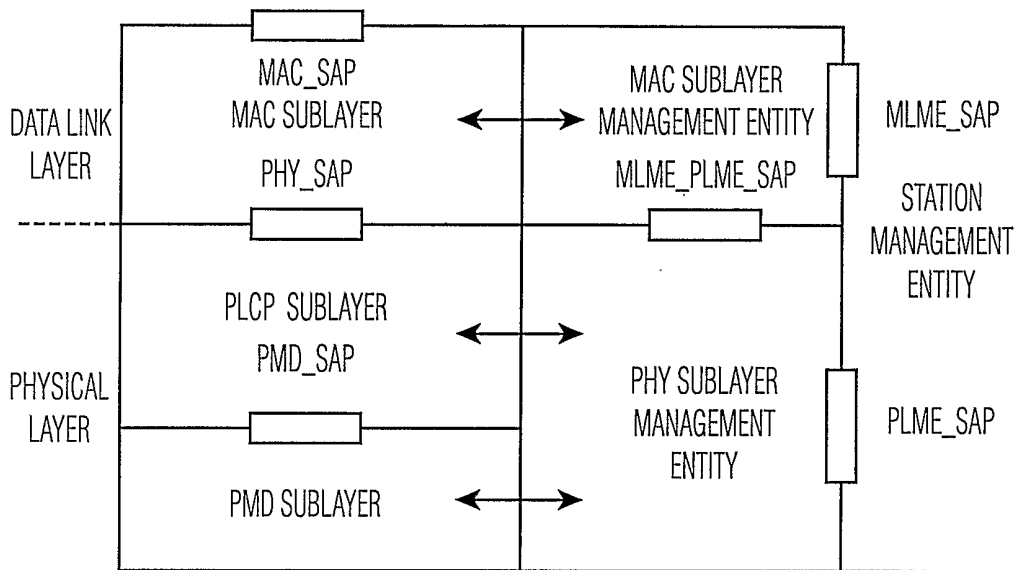 MAC_SAP
MAC SUBLAYER
DATA LINK
LAYER
PHY_SAP
MAC SUBLAYER
MANAGEMENT ENTITY
MLME_PLME_SAP
MLME_SAP
STATION
MANAGEMENT
ENTITY
PLCP SUBLAYER
PMD_SAP
PHYSICAL
LAYER
PHY SUBLAYER
MANAGEMENT
ENTITY
PLME_SAP
PMD SUBLAYER